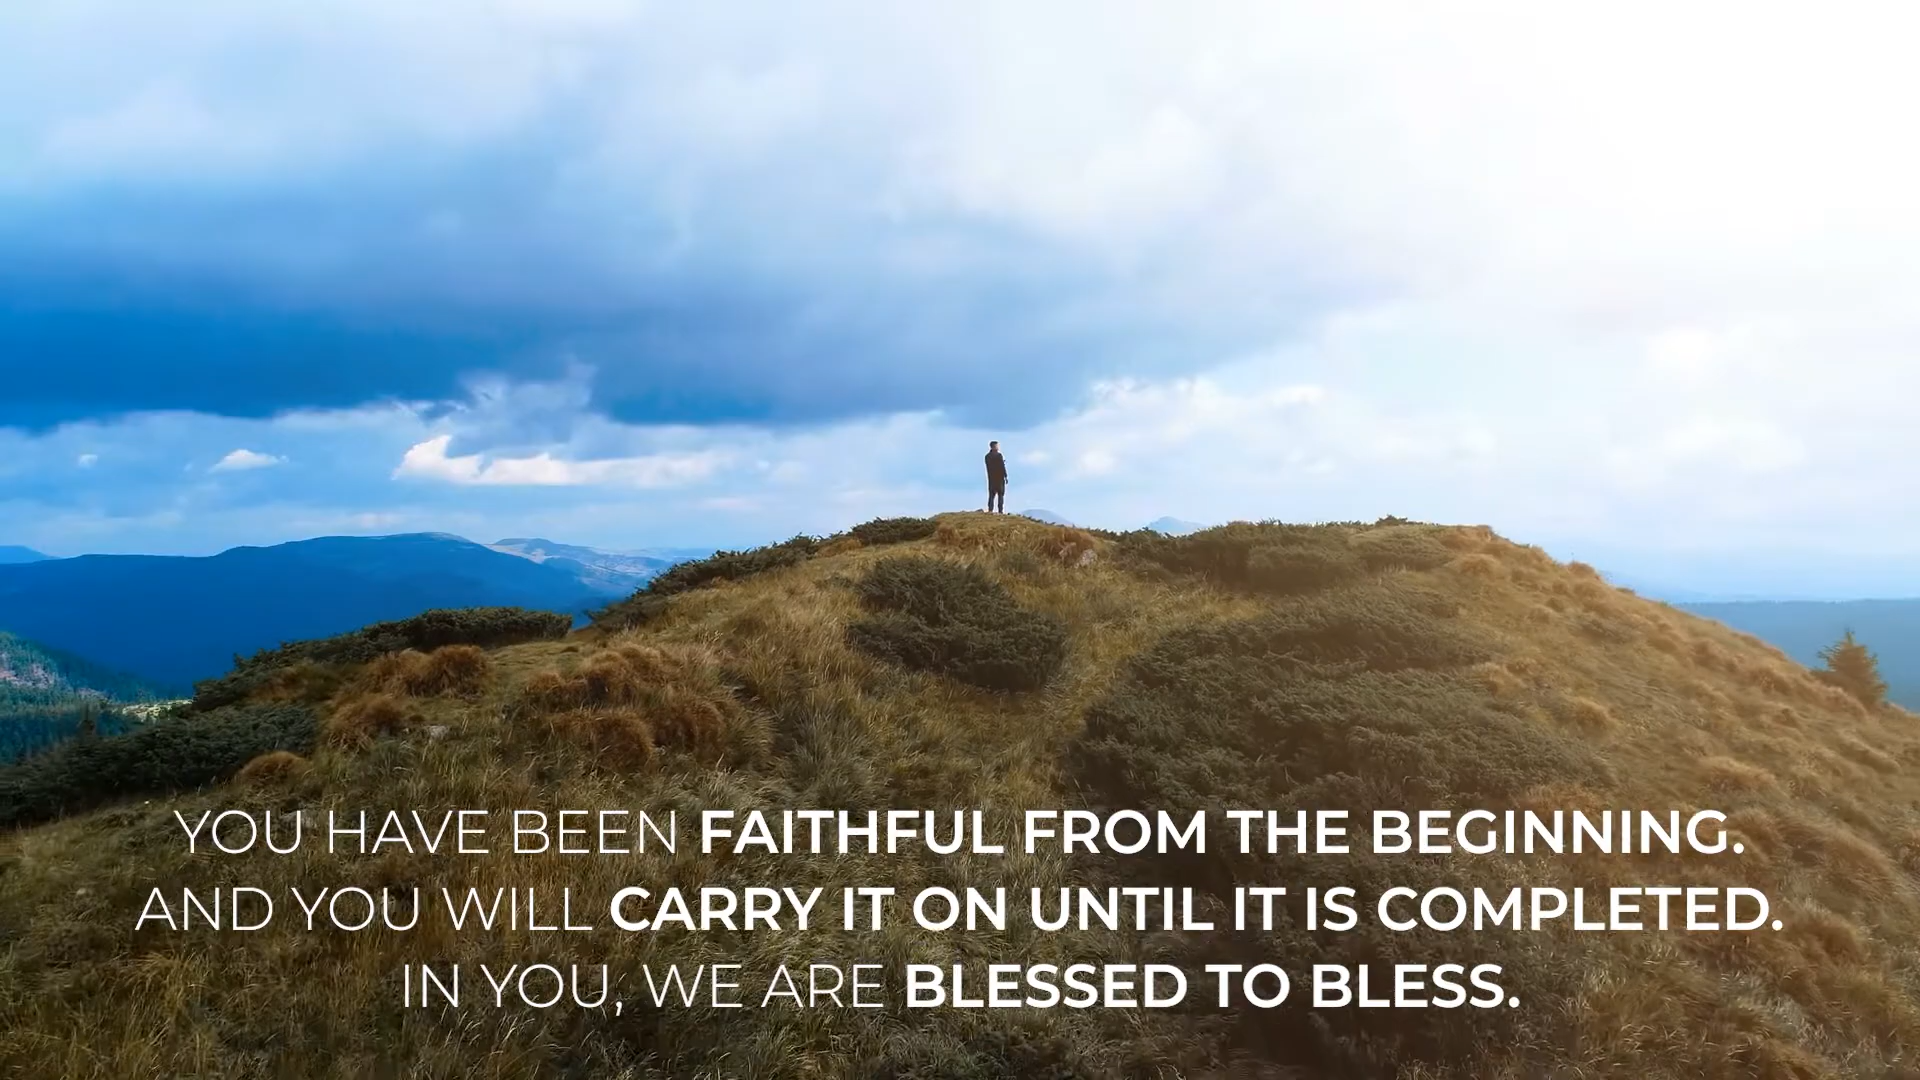 YOU HAVE BEEN FAITHFUL FROM THE BEGINNING.
AND YOU WILL CARRY IT ON UNTIL IT IS COMPLETED.
IN YOU, WE ARE BLESSED TO BLESS.